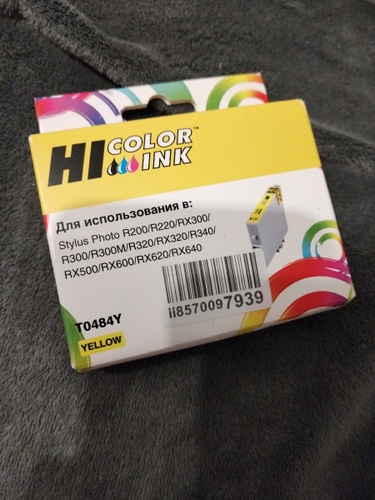 HI COLOR INK™
Для использования в:
Stylus Photo R200/R220/RX300/
R300/R300M/R320/RX320/R340/
RX500/RX600/RX620/RX640
ii8570097939
T0484Y
YELLOW